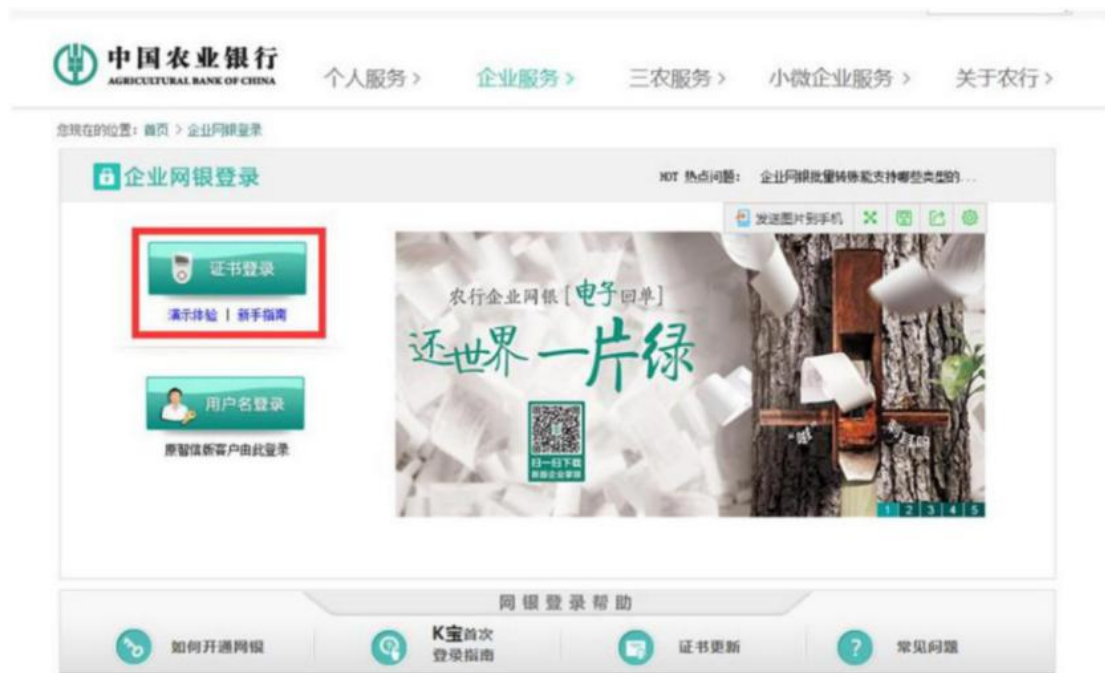 中国农业银行
AGRICULTURAL BANK OF CHINA
个人服务 >
企业服务 >
三农服务 >
小微企业服务 >
关于农行 >
您现在的位置：首页 > 企业网银登录
企业网银登录
HOT 热点问题： 企业网银批量转账能支持哪些类型的...
发送图片到手机
证书登录
演示体验 | 新手指南
用户名登录
原智信版客户由此登录
农行企业网银[电子回单]
还世界一片绿
扫一扫下载
1 2 3 4 5
网银登录帮助
如何开通网银
K宝首次
登录指南
证书更新
常见问题